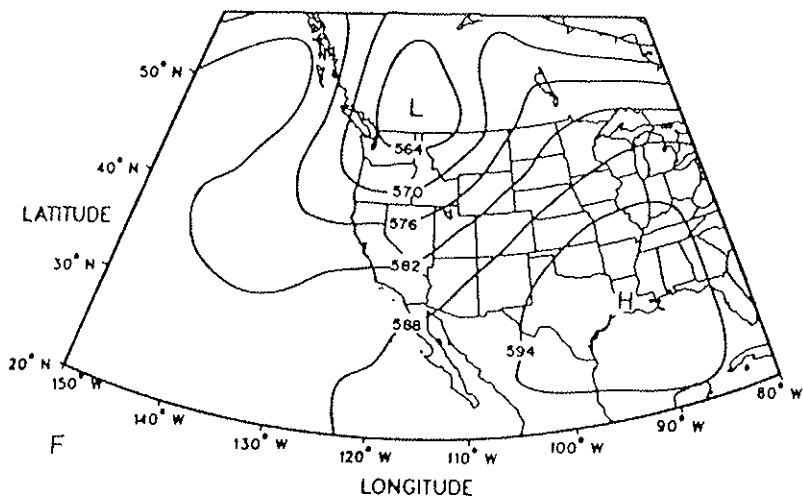 50° N
L
564
40° N
570
LATITUDE
576
30° N
582
H
588
594
20° N
150° W
80° W
140° W
90° W
F
130° W
100° W
120° W
110° W
LONGITUDE